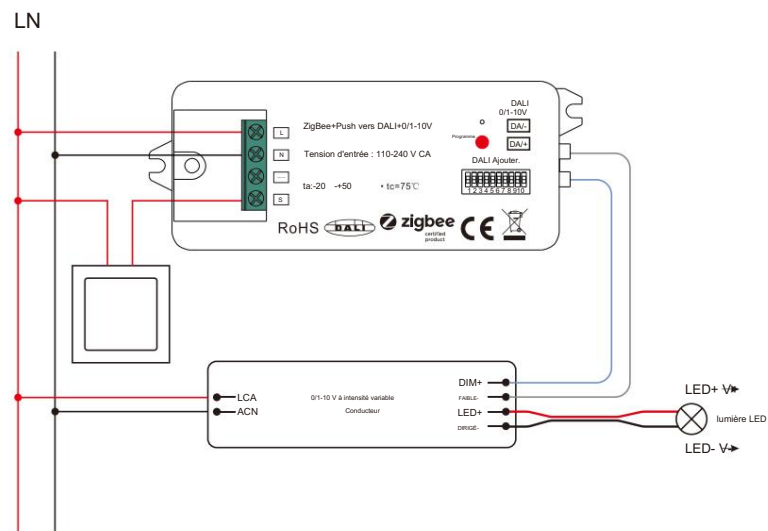 LN
DALI
0/1-10V
L
ZigBee+Push vers DALI+0/1-10V
Programme
DA/-
N
Tension d'entrée : 110-240 V CA
DA/+
DALI Ajouter.
ta:-20 -+50 • tc=75℃
1 2 3 4 5 6 7 8 9 10
S
RoHS DALI zigbee CE
certified
product
DIM+
LCA
0/1-10 V à intensité variable
FAIBLE-
ACN
Conducteur
LED+
DIRIGÉ-
LED+ V+
lumière LED
LED- V-